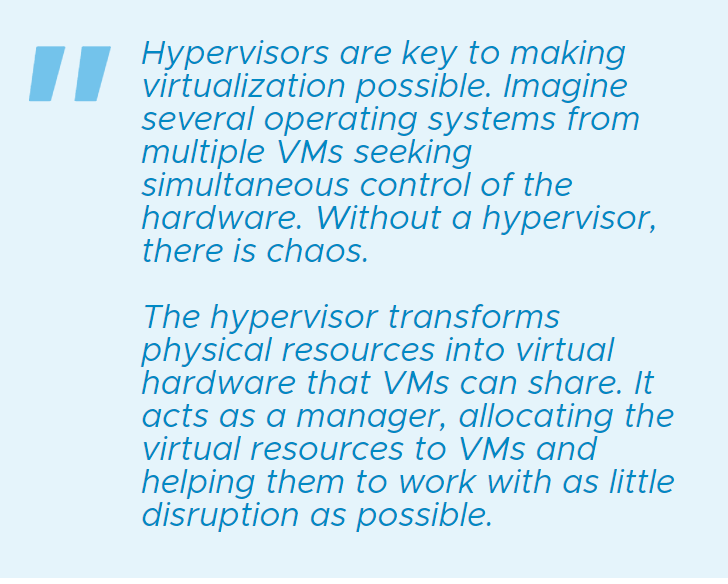 "
Hypervisors are key to making
virtualization possible. Imagine
several operating systems from
multiple VMs seeking
simultaneous control of the
hardware. Without a hypervisor,
there is chaos.
The hypervisor transforms
physical resources into virtual
hardware that VMs can share. It
acts as a manager, allocating the
virtual resources to VMs and
helping them to work with as little
disruption as possible.